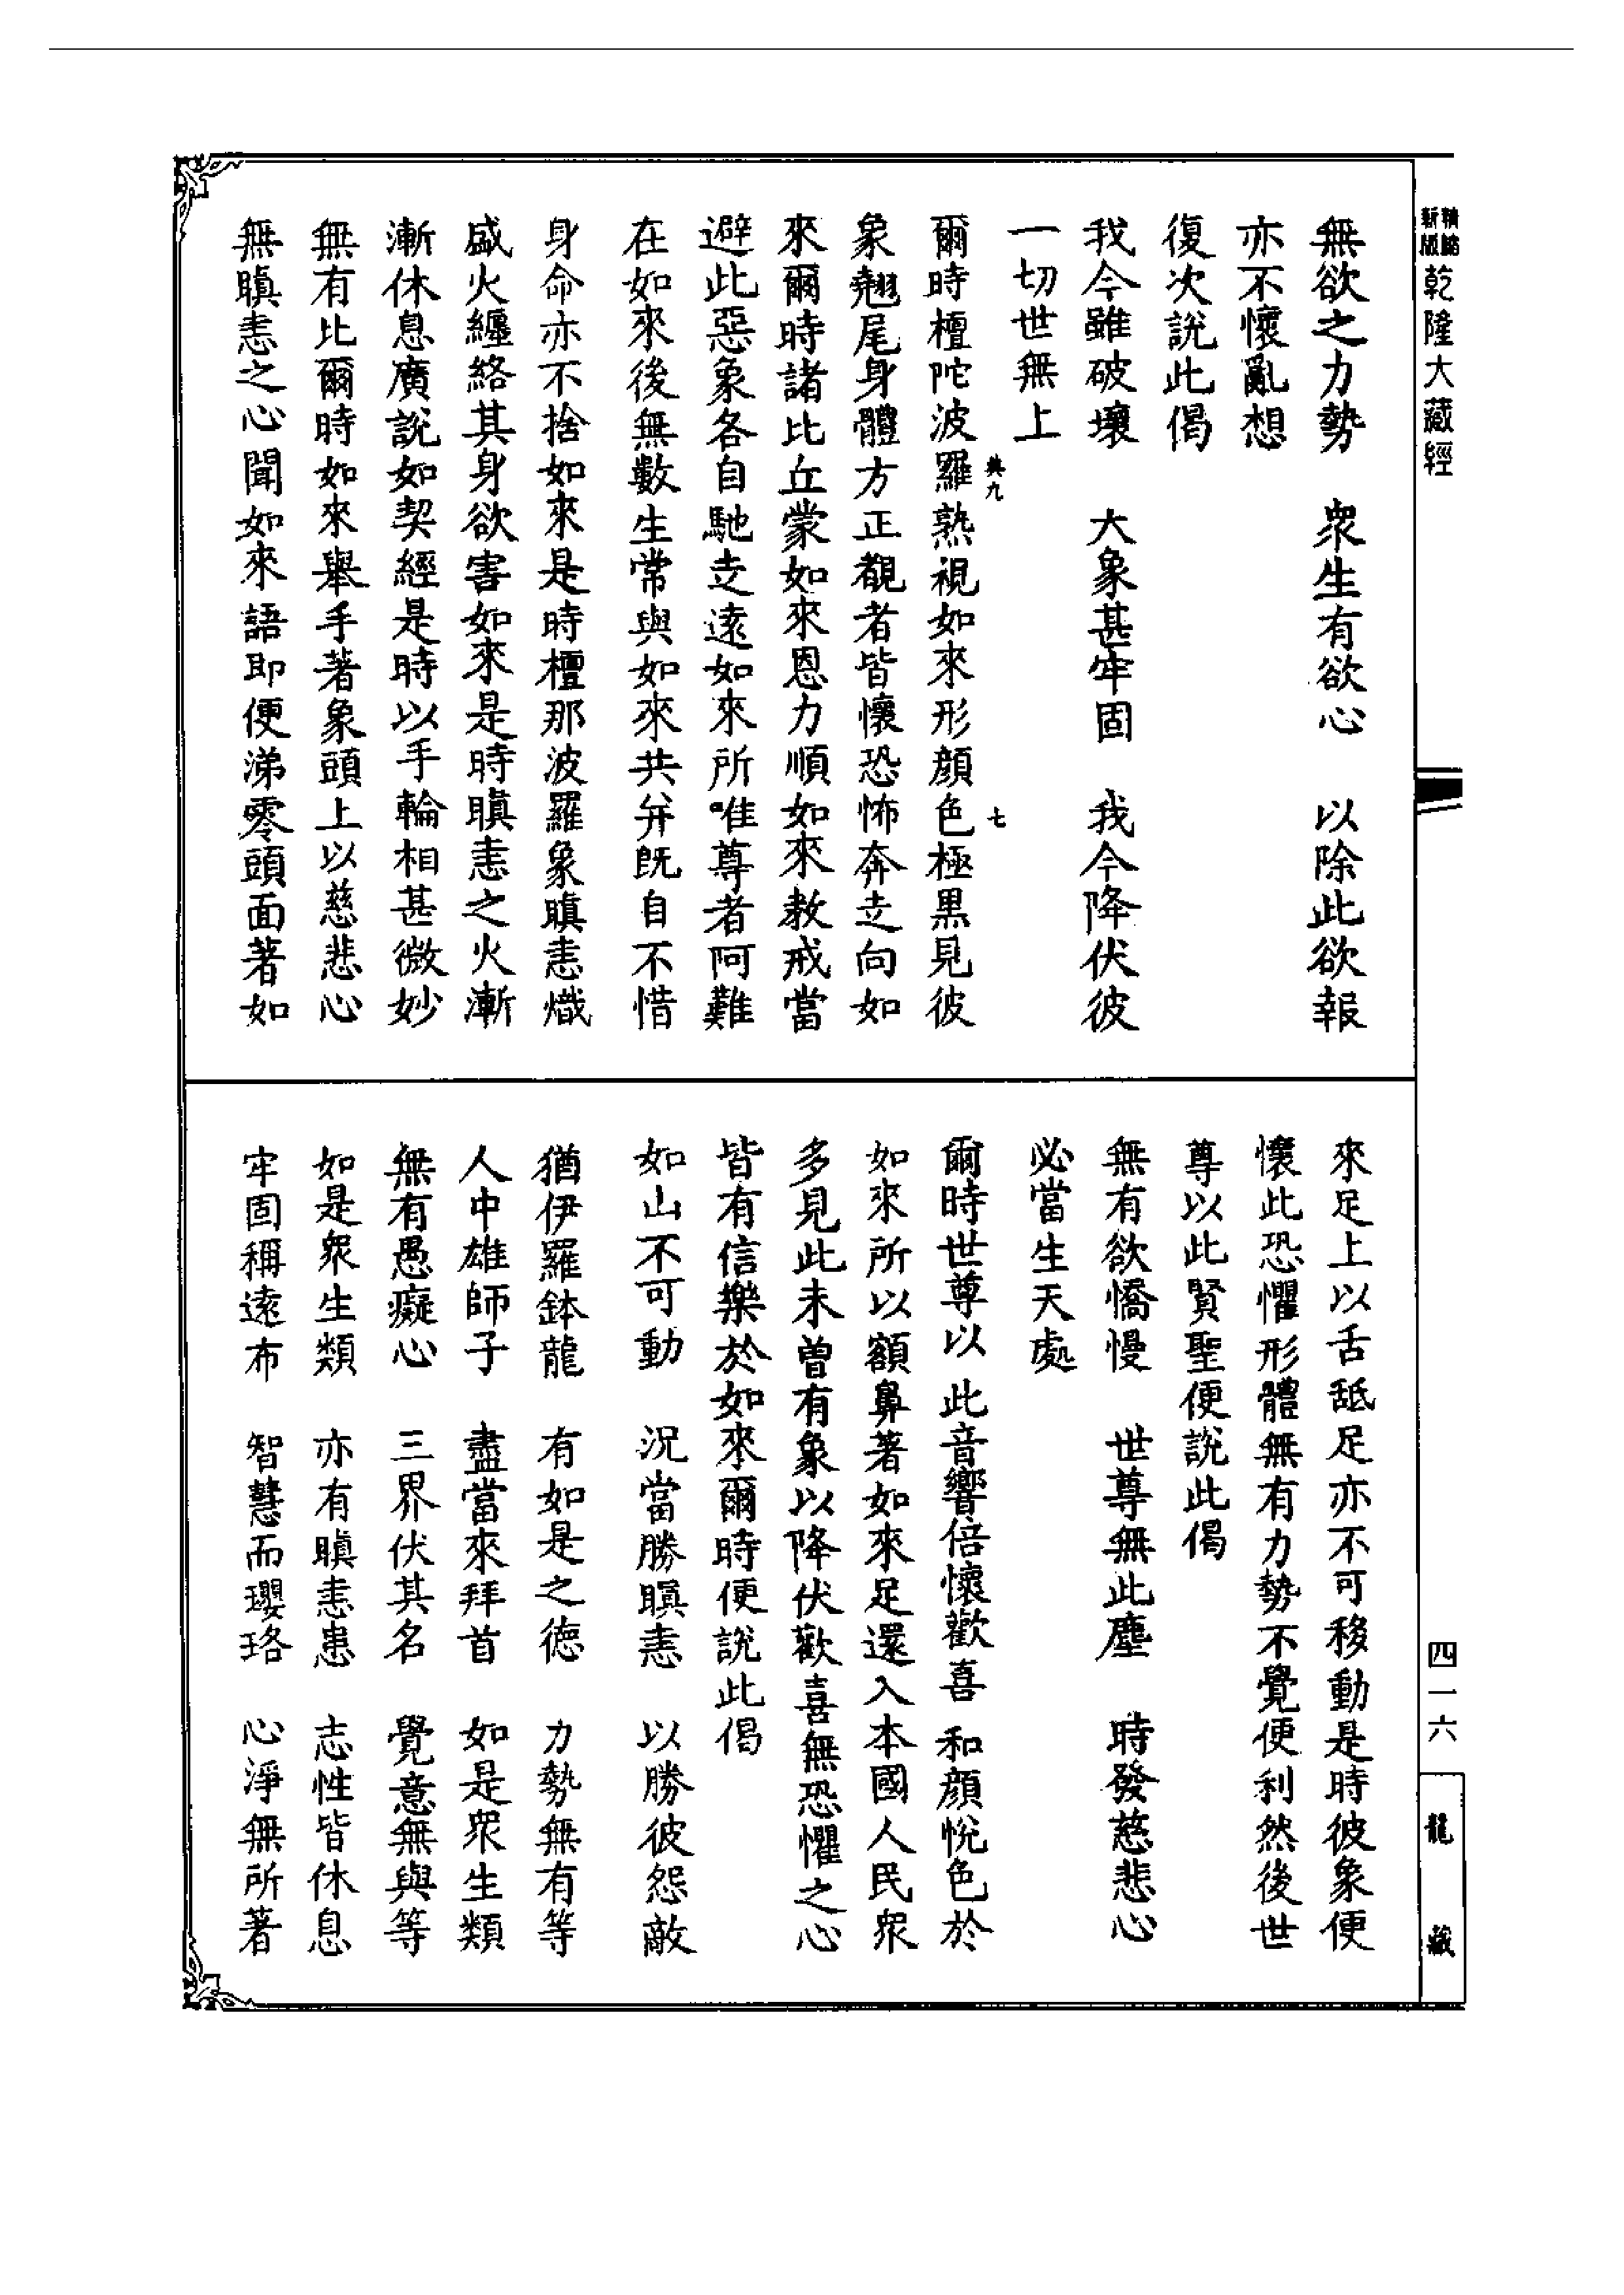 新版
精縮
乾隆大藏經
無欲之力勢　衆生有欲心　以除此欲報
亦不懷亂想
復次說此偈
我今雖破壞　大象甚牢固　我今降伏彼
一切世無上
典九　七
爾時檀陀波羅熟視如來形顏色極黑見彼
象翹尾身體方正覩者皆懷恐怖奔走向如
來爾時諸比丘蒙如來恩力順如來教戒當
避此惡象各自馳走遠如來所唯尊者阿難
在如來後無數生常與如來共并既自不惜
身命亦不捨如來是時檀那波羅象瞋恚熾
盛火纏絡其身欲害如來是時瞋恚之火漸
漸休息廣說如契經是時以手輪相甚微妙
無有比爾時如來舉手著象頭上以慈悲心
無瞋恚之心聞如來語即便涕零頭面著如
來足上以舌舐足亦不可移動是時彼象便
懷此恐懼形體無有力勢不覺便利然後世
尊以此賢聖便說此偈
無有欲憍慢　世尊無此塵　時發慈悲心
必當生天處
爾時世尊以此音響倍懷歡喜和顏悅色於
如來所以額鼻著如來足還入本國人民衆
多見此未曾有象以降伏歡喜無恐懼之心
皆有信樂於如來爾時便說此偈
如山不可動　況當勝瞋恚　以勝彼怨敵
猶伊羅鉢龍　有如是之德　力勢無有等
人中雄師子　盡當來拜首　如是衆生類
無有愚癡心　三界伏其名　覺意無與等
如是衆生類　亦有瞋恚患　志性皆休息
牢固稱遠布　智慧而瓔珞　心淨無所著
四一六
龍藏